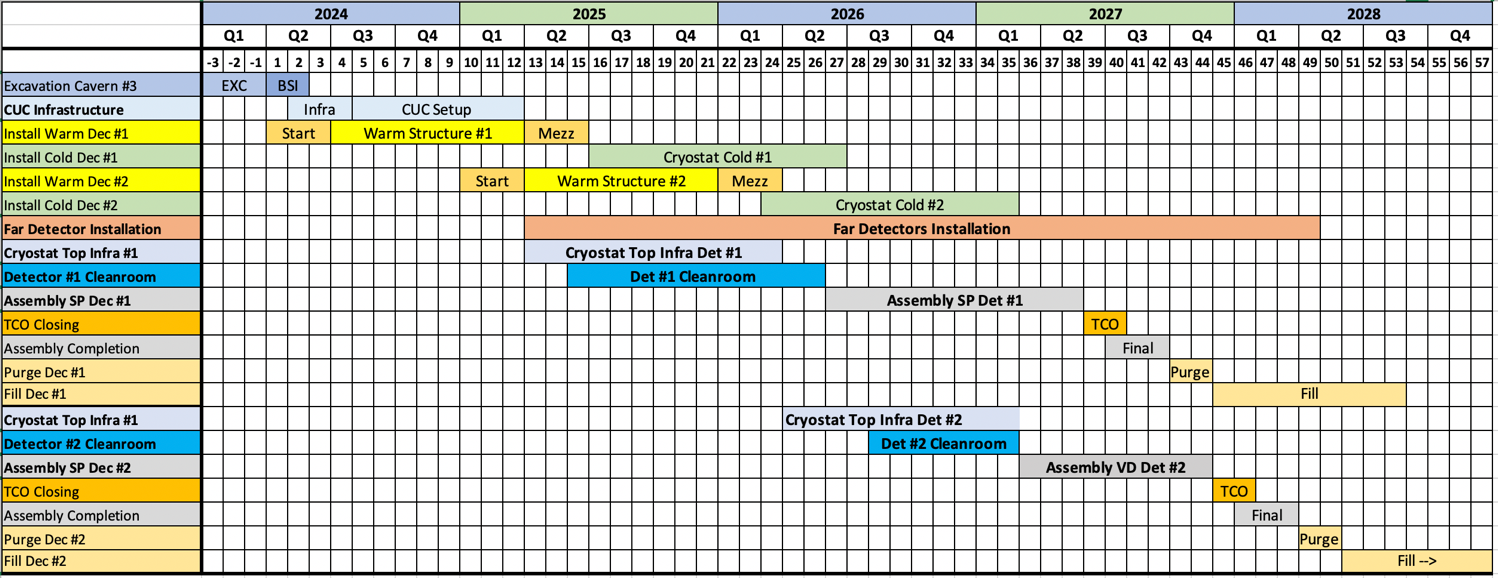 2024 2025 2026 2027 2028
Q1 Q2 Q3 Q4 Q1 Q2 Q3 Q4 Q1 Q2 Q3 Q4 Q1 Q2 Q3 Q4 Q1 Q2 Q3 Q4
-3 -2 -1 1 2 3 4 5 6 7 8 9 10 11 12 13 14 15 16 17 18 19 20 21 22 23 24 25 26 27 28 29 30 31 32 33 34 35 36 37 38 39 40 41 42 43 44 45 46 47 48 49 50 51 52 53 54 55 56 57
Excavation Cavern #3 EXC BSI
CUC Infrastructure Infra CUC Setup
Install Warm Dec #1 Start Warm Structure #1 Mezz
Install Cold Dec #1 Cryostat Cold #1
Install Warm Dec #2 Start Warm Structure #2 Mezz
Install Cold Dec #2 Cryostat Cold #2
Far Detector Installation Far Detectors Installation
Cryostat Top Infra #1 Cryostat Top Infra Det #1
Detector #1 Cleanroom Det #1 Cleanroom
Assembly SP Dec #1 Assembly SP Det #1
TCO Closing TCO
Assembly Completion Final
Purge Dec #1 Purge
Fill Dec #1 Fill
Cryostat Top Infra #1 Cryostat Top Infra Det #2
Detector #2 Cleanroom Det #2 Cleanroom
Assembly SP Dec #2 Assembly VD Det #2
TCO Closing TCO
Assembly Completion Final
Purge Dec #2 Purge
Fill Dec #2 Fill -->